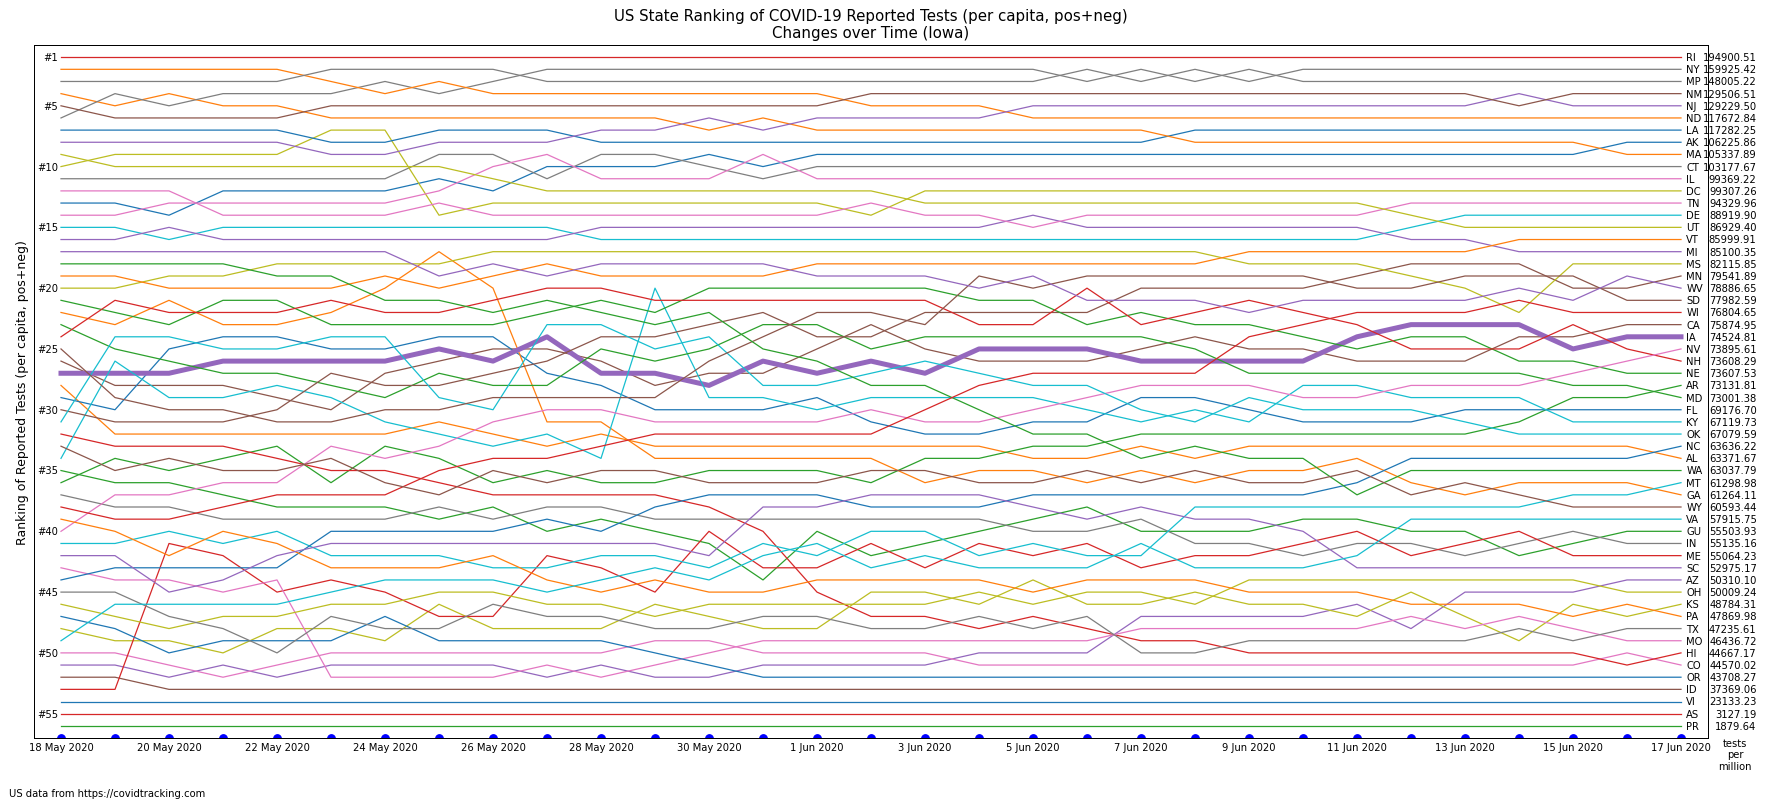 US State Ranking of COVID-19 Reported Tests (per capita, pos+neg)
Changes over Time (Iowa)
Ranking of Reported Tests (per capita, pos+neg)
#1
#5
#10
#15
#20
#25
#30
#35
#40
#45
#50
#55
RI 194900.51
NY 159925.42
MP 148005.22
NM 129506.51
NJ 129229.50
ND 117672.84
LA 117282.25
AK 106225.86
MA 105337.89
CT 103177.67
IL 99369.22
DC 99307.26
TN 94329.96
DE 88919.90
UT 86929.40
VT 85999.91
MI 85100.35
MS 82115.85
MN 79541.89
WV 78886.65
SD 77982.59
WI 76804.65
CA 75874.95
IA 74524.81
NV 73895.61
NH 73608.29
NE 73607.53
AR 73131.81
MD 73001.38
FL 69176.70
KY 67119.73
OK 67079.59
NC 63636.22
AL 63371.67
WA 63037.79
MT 61298.98
GA 61264.11
WY 60593.44
VA 57915.75
GU 55503.93
IN 55135.16
ME 55064.23
SC 52975.17
AZ 50310.10
OH 50009.24
KS 48784.31
PA 47869.98
TX 47235.61
MO 46436.72
HI 44667.17
CO 44570.02
OR 43708.27
ID 37369.06
VI 23133.23
AS 3127.19
PR 1879.64
18 May 2020
20 May 2020
22 May 2020
24 May 2020
26 May 2020
28 May 2020
30 May 2020
1 Jun 2020
3 Jun 2020
5 Jun 2020
7 Jun 2020
9 Jun 2020
11 Jun 2020
13 Jun 2020
15 Jun 2020
17 Jun 2020
tests
per
million
US data from https://covidtracking.com